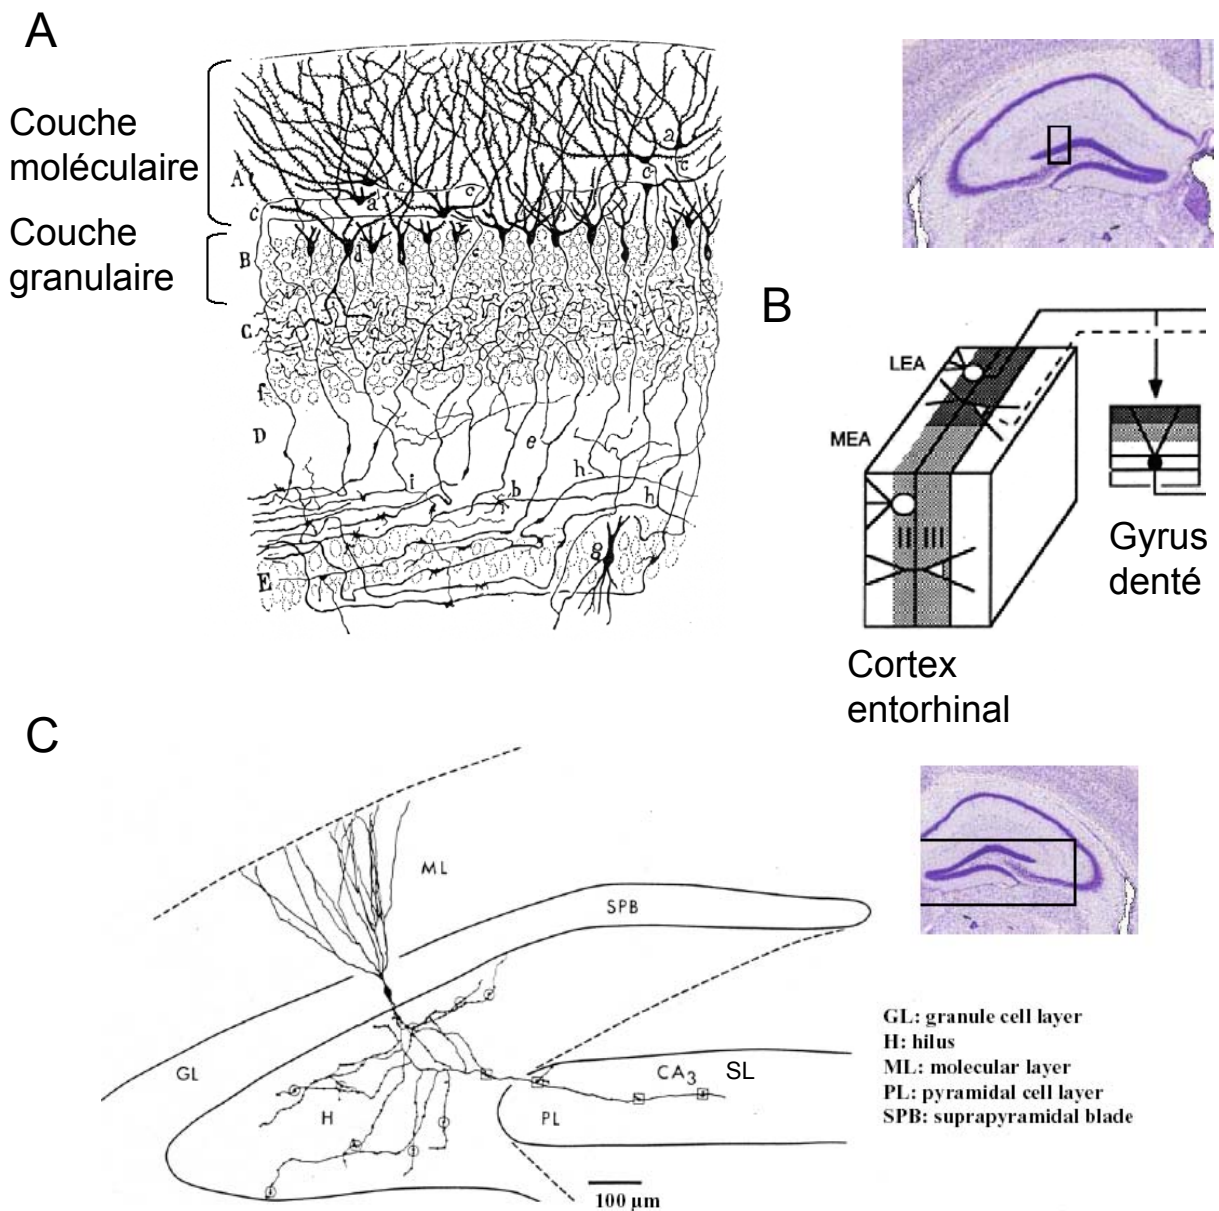 A
Couche
moléculaire
Couche
granulaire
A
a
c
c
c
a
c
c
B
d
c
C
f
D
e
i
b
h
h
g
E
B
LEA
MEA
II III
Gyrus
denté
Cortex
entorhinal
C
ML
SPB
GL
H
CA3 SL
PL
100 µm
GL: granule cell layer
H: hilus
ML: molecular layer
PL: pyramidal cell layer
SPB: suprapyramidal blade